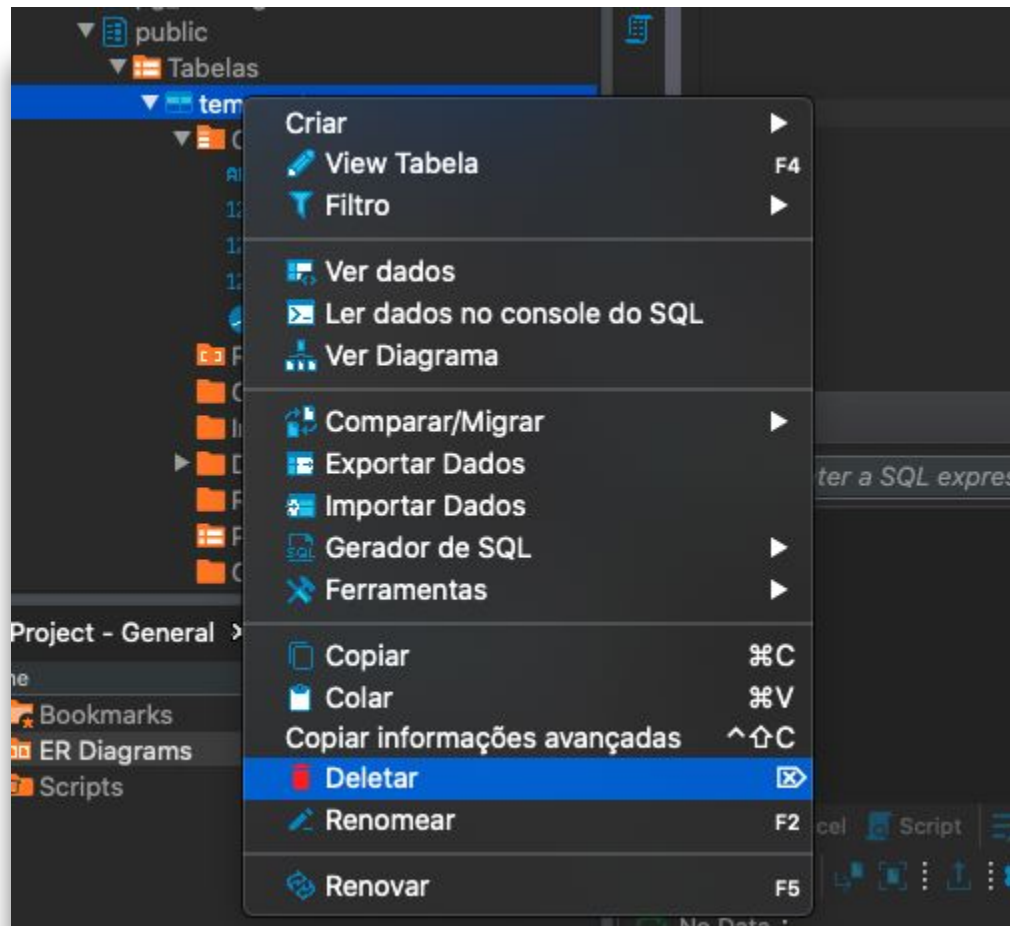 public
Tabelas
tem
Criar
View Tabela F4
Filtro
Ver dados
Ler dados no console do SQL
Ver Diagrama
Comparar/Migrar
Exportar Dados
Importar Dados
Gerador de SQL
Ferramentas
Copiar ⌘C
Colar ⌘V
Copiar informações avançadas ^⇧C
Deletar ⌦
Renomear F2
Renovar F5
ter a SQL expres
Project - General
Bookmarks
ER Diagrams
Scripts
cel Script
No Data